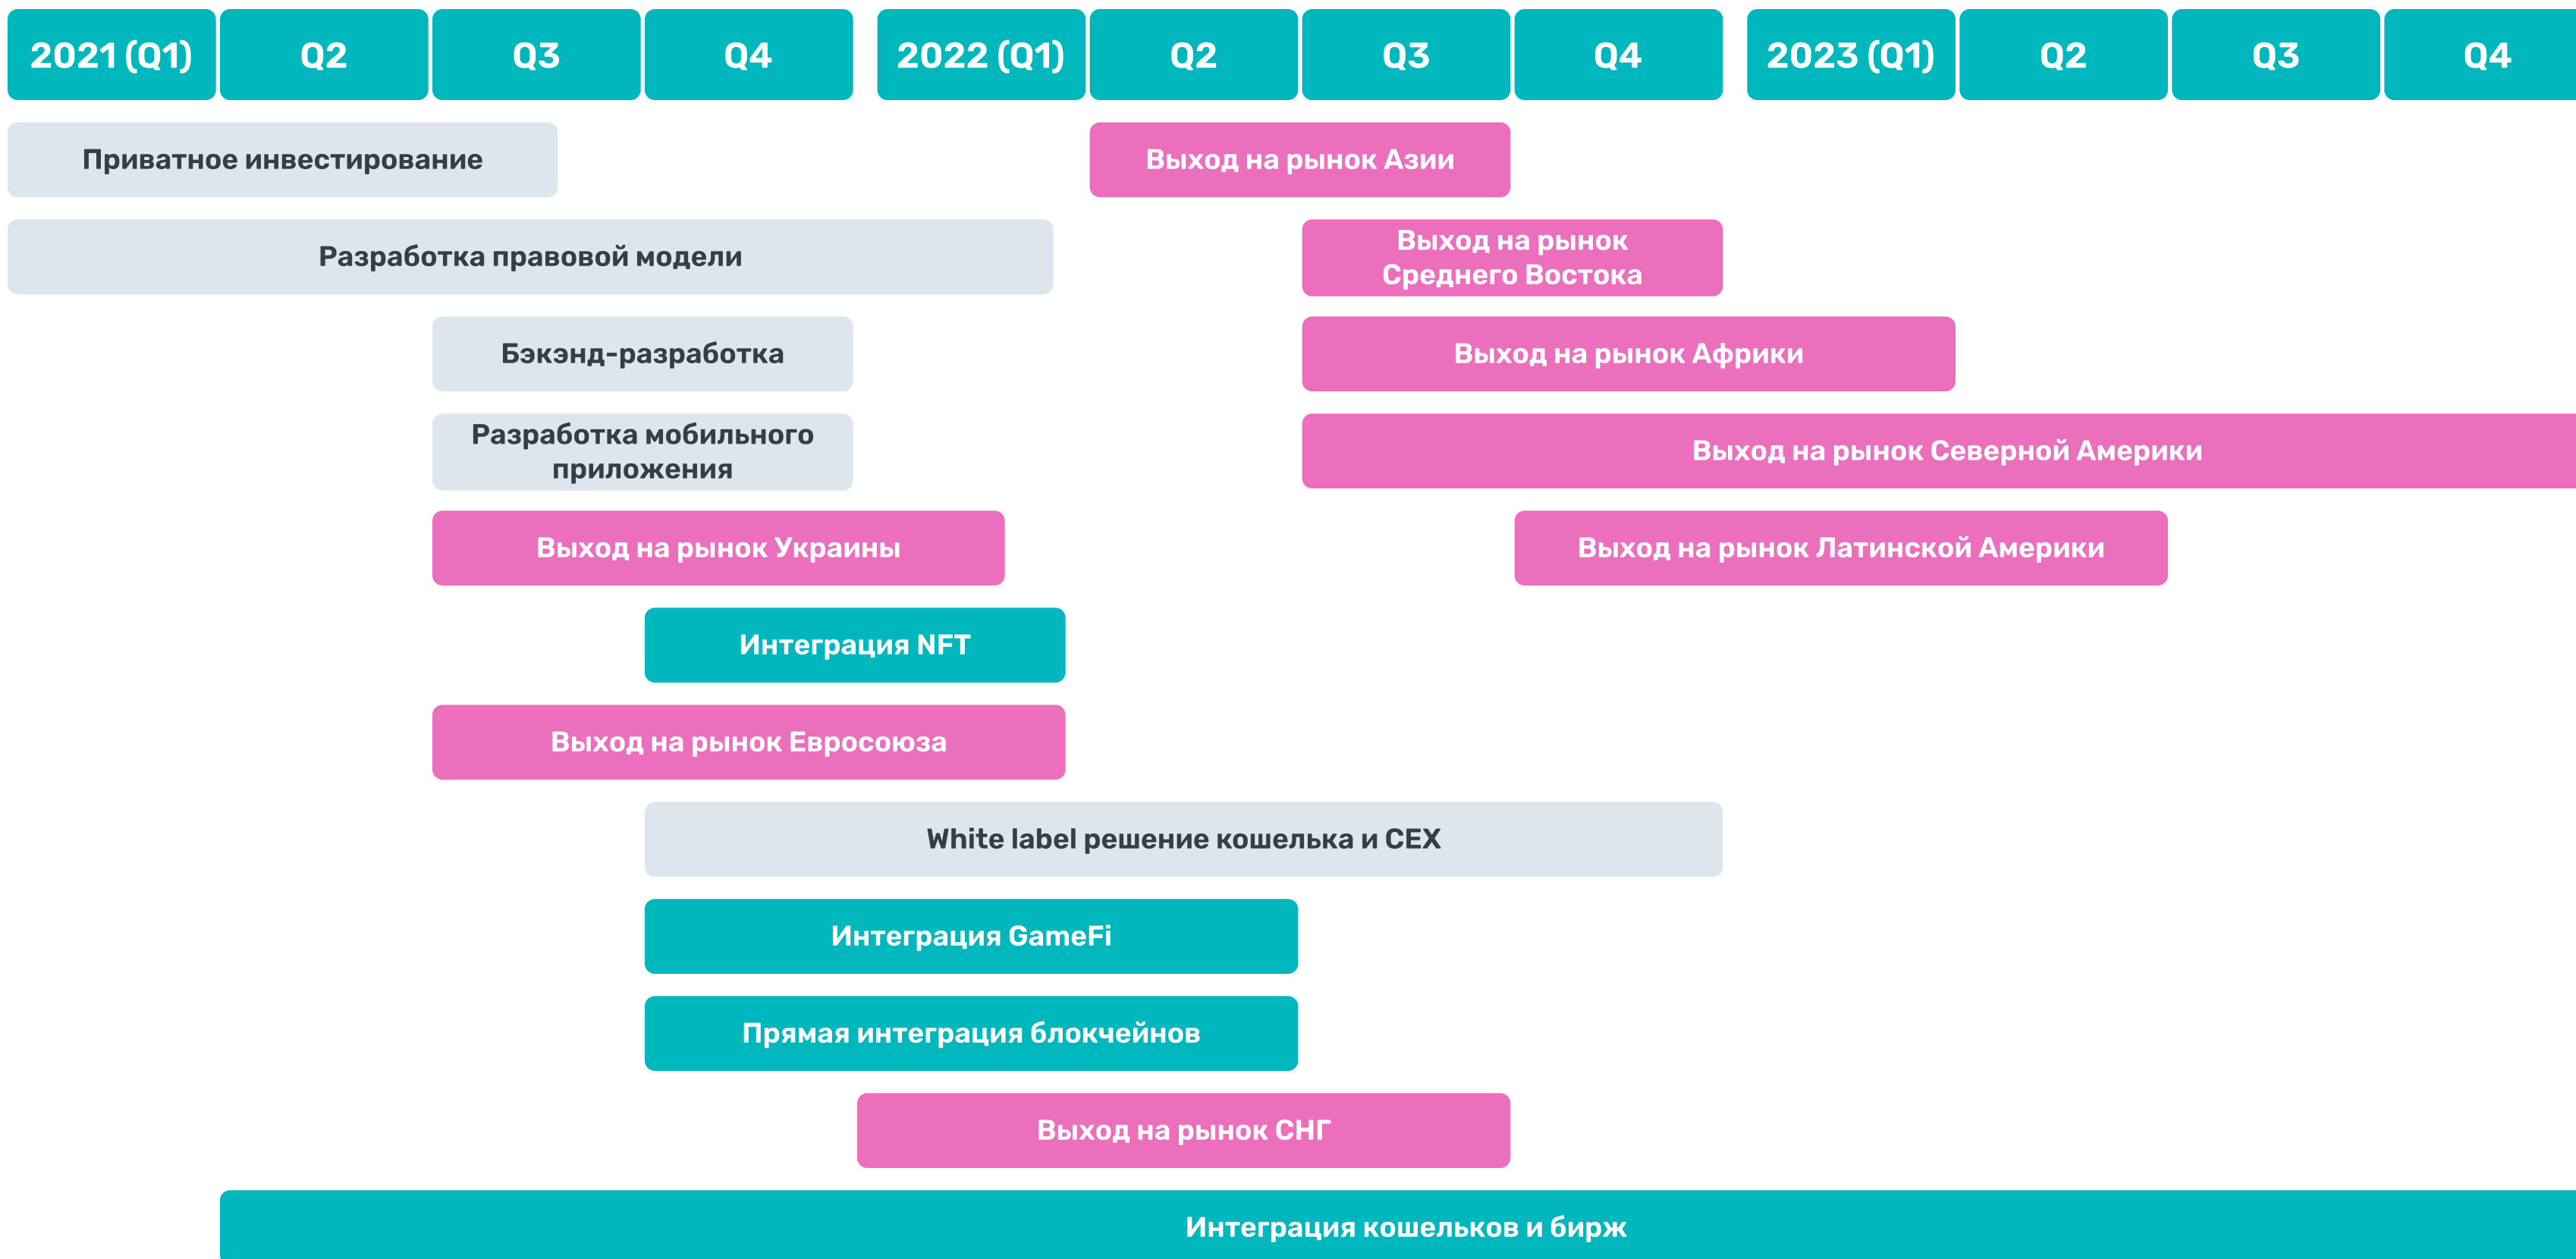 2021 (Q1)
Q2
Q3
Q4
2022 (Q1)
Q2
Q3
Q4
2023 (Q1)
Q2
Q3
Q4
Приватное инвестирование
Выход на рынок Азии
Разработка правовой модели
Выход на рынок
Среднего Востока
Бэкэнд-разработка
Выход на рынок Африки
Разработка мобильного
приложения
Выход на рынок Северной Америки
Выход на рынок Украины
Выход на рынок Латинской Америки
Интеграция NFT
Выход на рынок Евросоюза
White label решение кошелька и CEX
Интеграция GameFi
Прямая интеграция блокчейнов
Выход на рынок СНГ
Интеграция кошельков и бирж